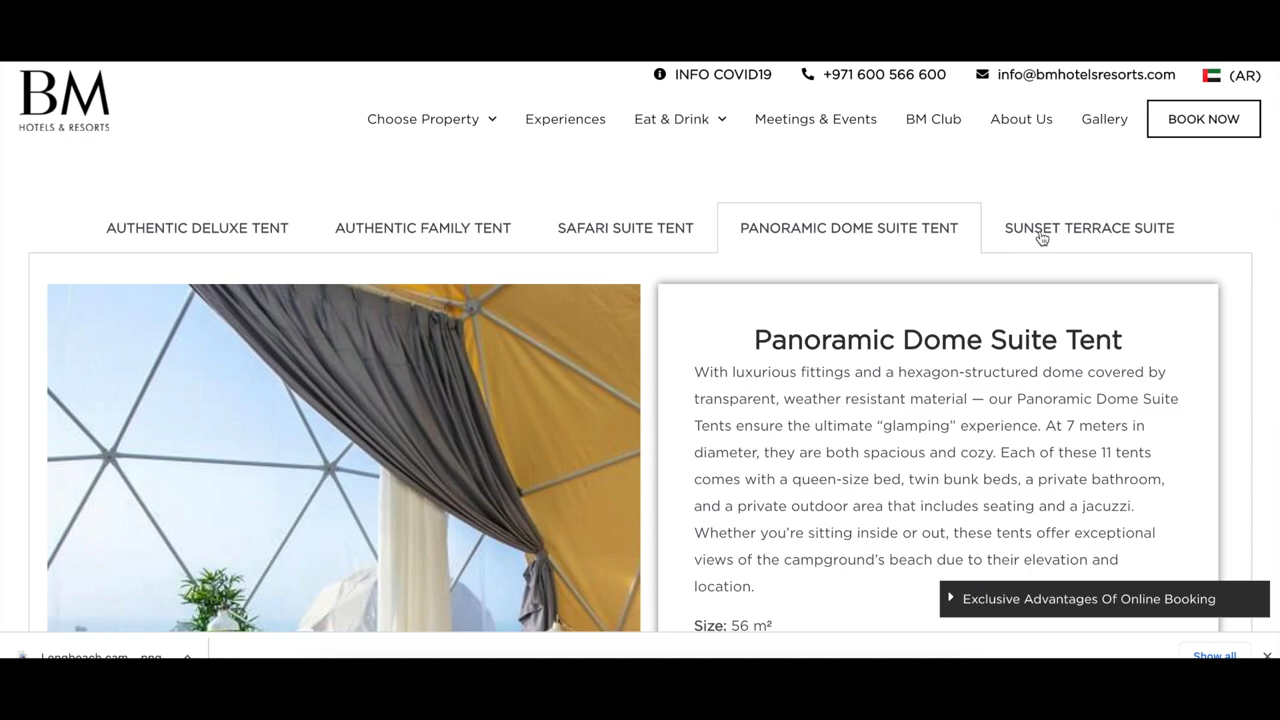 BM
HOTELS & RESORTS
INFO COVID19
+971 600 566 600
info@bmhotelsresorts.com
(AR)
Choose Property
Experiences
Eat & Drink
Meetings & Events
BM Club
About Us
Gallery
BOOK NOW
AUTHENTIC DELUXE TENT
AUTHENTIC FAMILY TENT
SAFARI SUITE TENT
PANORAMIC DOME SUITE TENT
SUNSET TERRACE SUITE
Panoramic Dome Suite Tent
With luxurious fittings and a hexagon-structured dome covered by
transparent, weather resistant material — our Panoramic Dome Suite
Tents ensure the ultimate “glamping” experience. At 7 meters in
diameter, they are both spacious and cozy. Each of these 11 tents
comes with a queen-size bed, twin bunk beds, a private bathroom,
and a private outdoor area that includes seating and a jacuzzi.
Whether you’re sitting inside or out, these tents offer exceptional
views of the campground’s beach due to their elevation and
location.
Exclusive Advantages Of Online Booking
Size: 56 m²
Longbeach cam....png
Show all